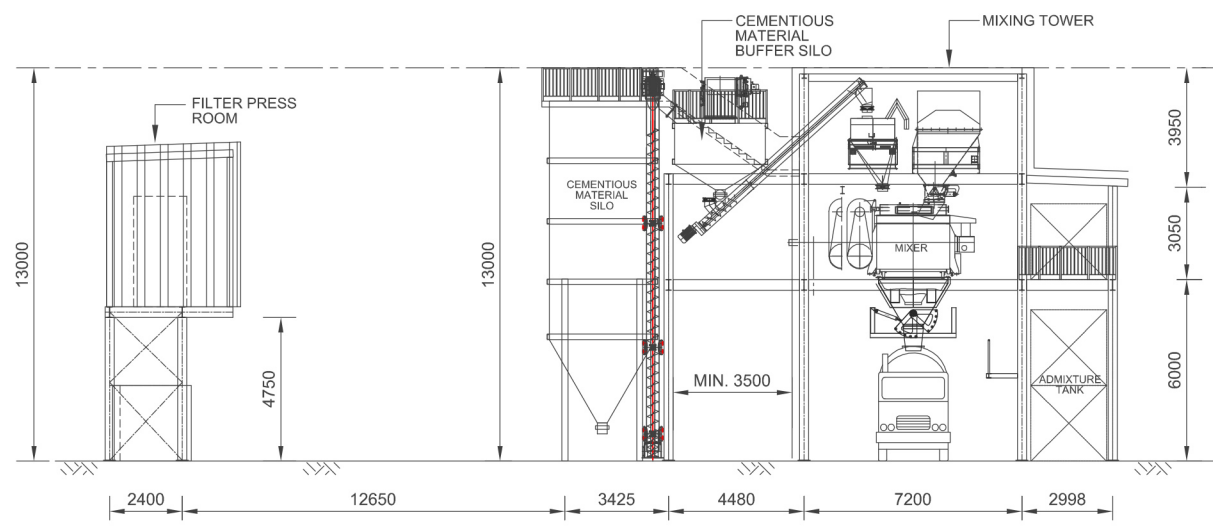 CEMENTIOUS
MATERIAL
BUFFER SILO
MIXING TOWER
FILTER PRESS
ROOM
CEMENTIOUS
MATERIAL
SILO
MIXER
ADMIXTURE
TANK
13000
4750
13000
MIN. 3500
3950
3050
6000
2400
12650
3425
4480
7200
2998